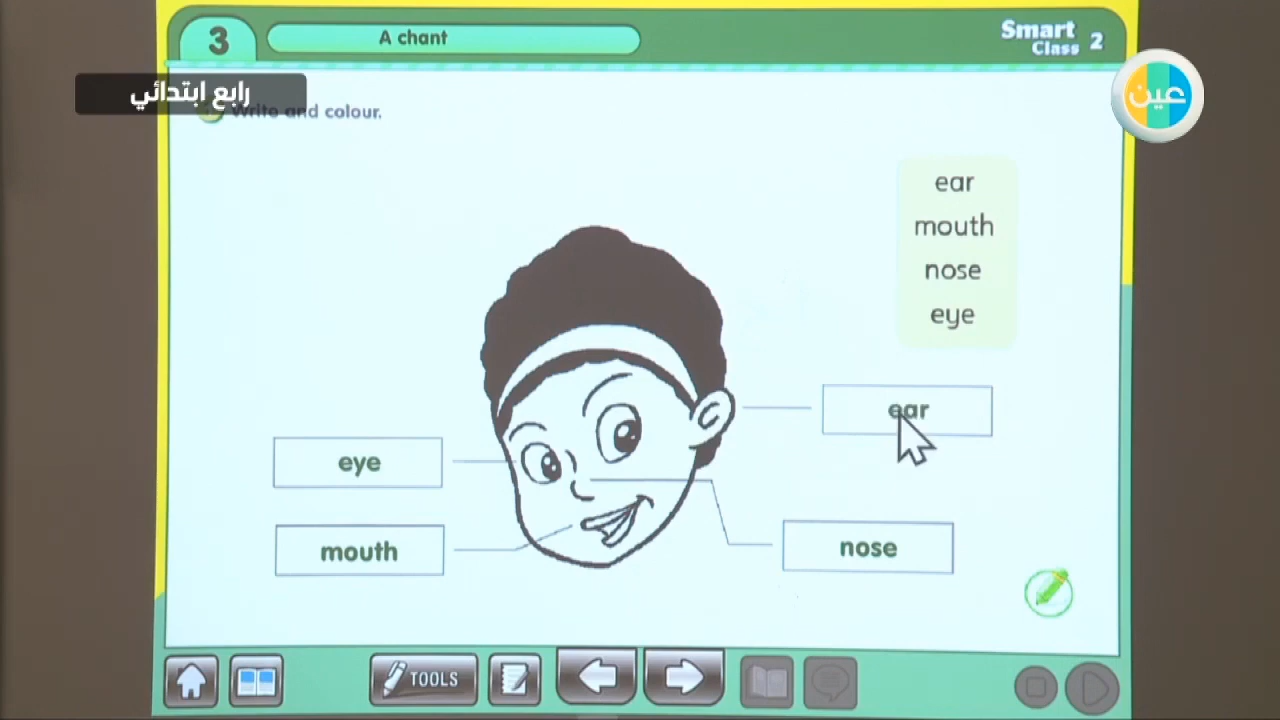 3
A chant
Smart
Class 2
عين
رابع ابتدائي
Write and colour.
ear
mouth
nose
eye
ear
eye
mouth
nose
TOOLS